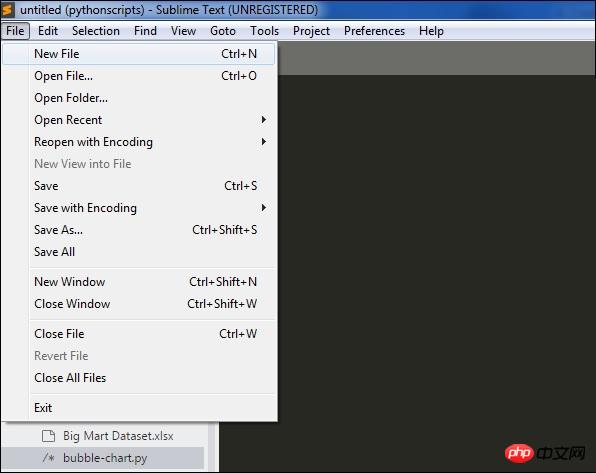 untitled (pythonscripts) - Sublime Text (UNREGISTERED)
File Edit Selection Find View Goto Tools Project Preferences Help
New File Ctrl+N
Open File... Ctrl+O
Open Folder...
Open Recent
Reopen with Encoding
New View into File
Save Ctrl+S
Save with Encoding
Save As... Ctrl+Shift+S
Save All
New Window Ctrl+Shift+N
Close Window Ctrl+Shift+W
Close File Ctrl+W
Revert File
Close All Files
Exit
Big Mart Dataset.xlsx
/* bubble-chart.py
php 中文网